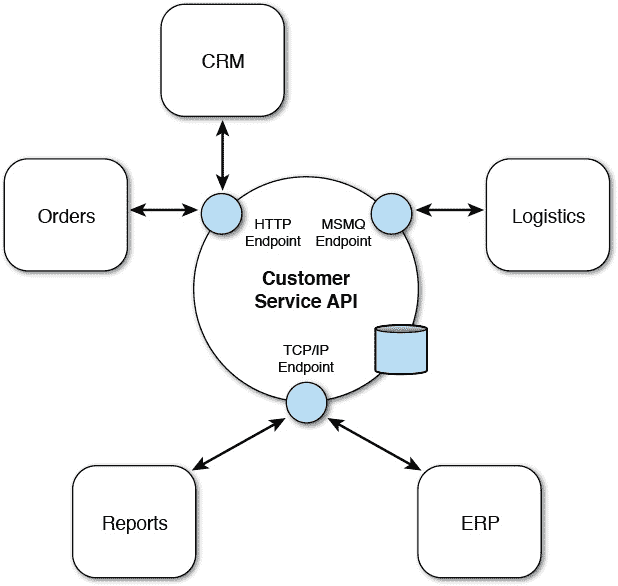 CRM
Orders
Logistics
HTTP
Endpoint
MSMQ
Endpoint
Customer
Service API
TCP/IP
Endpoint
Reports
ERP